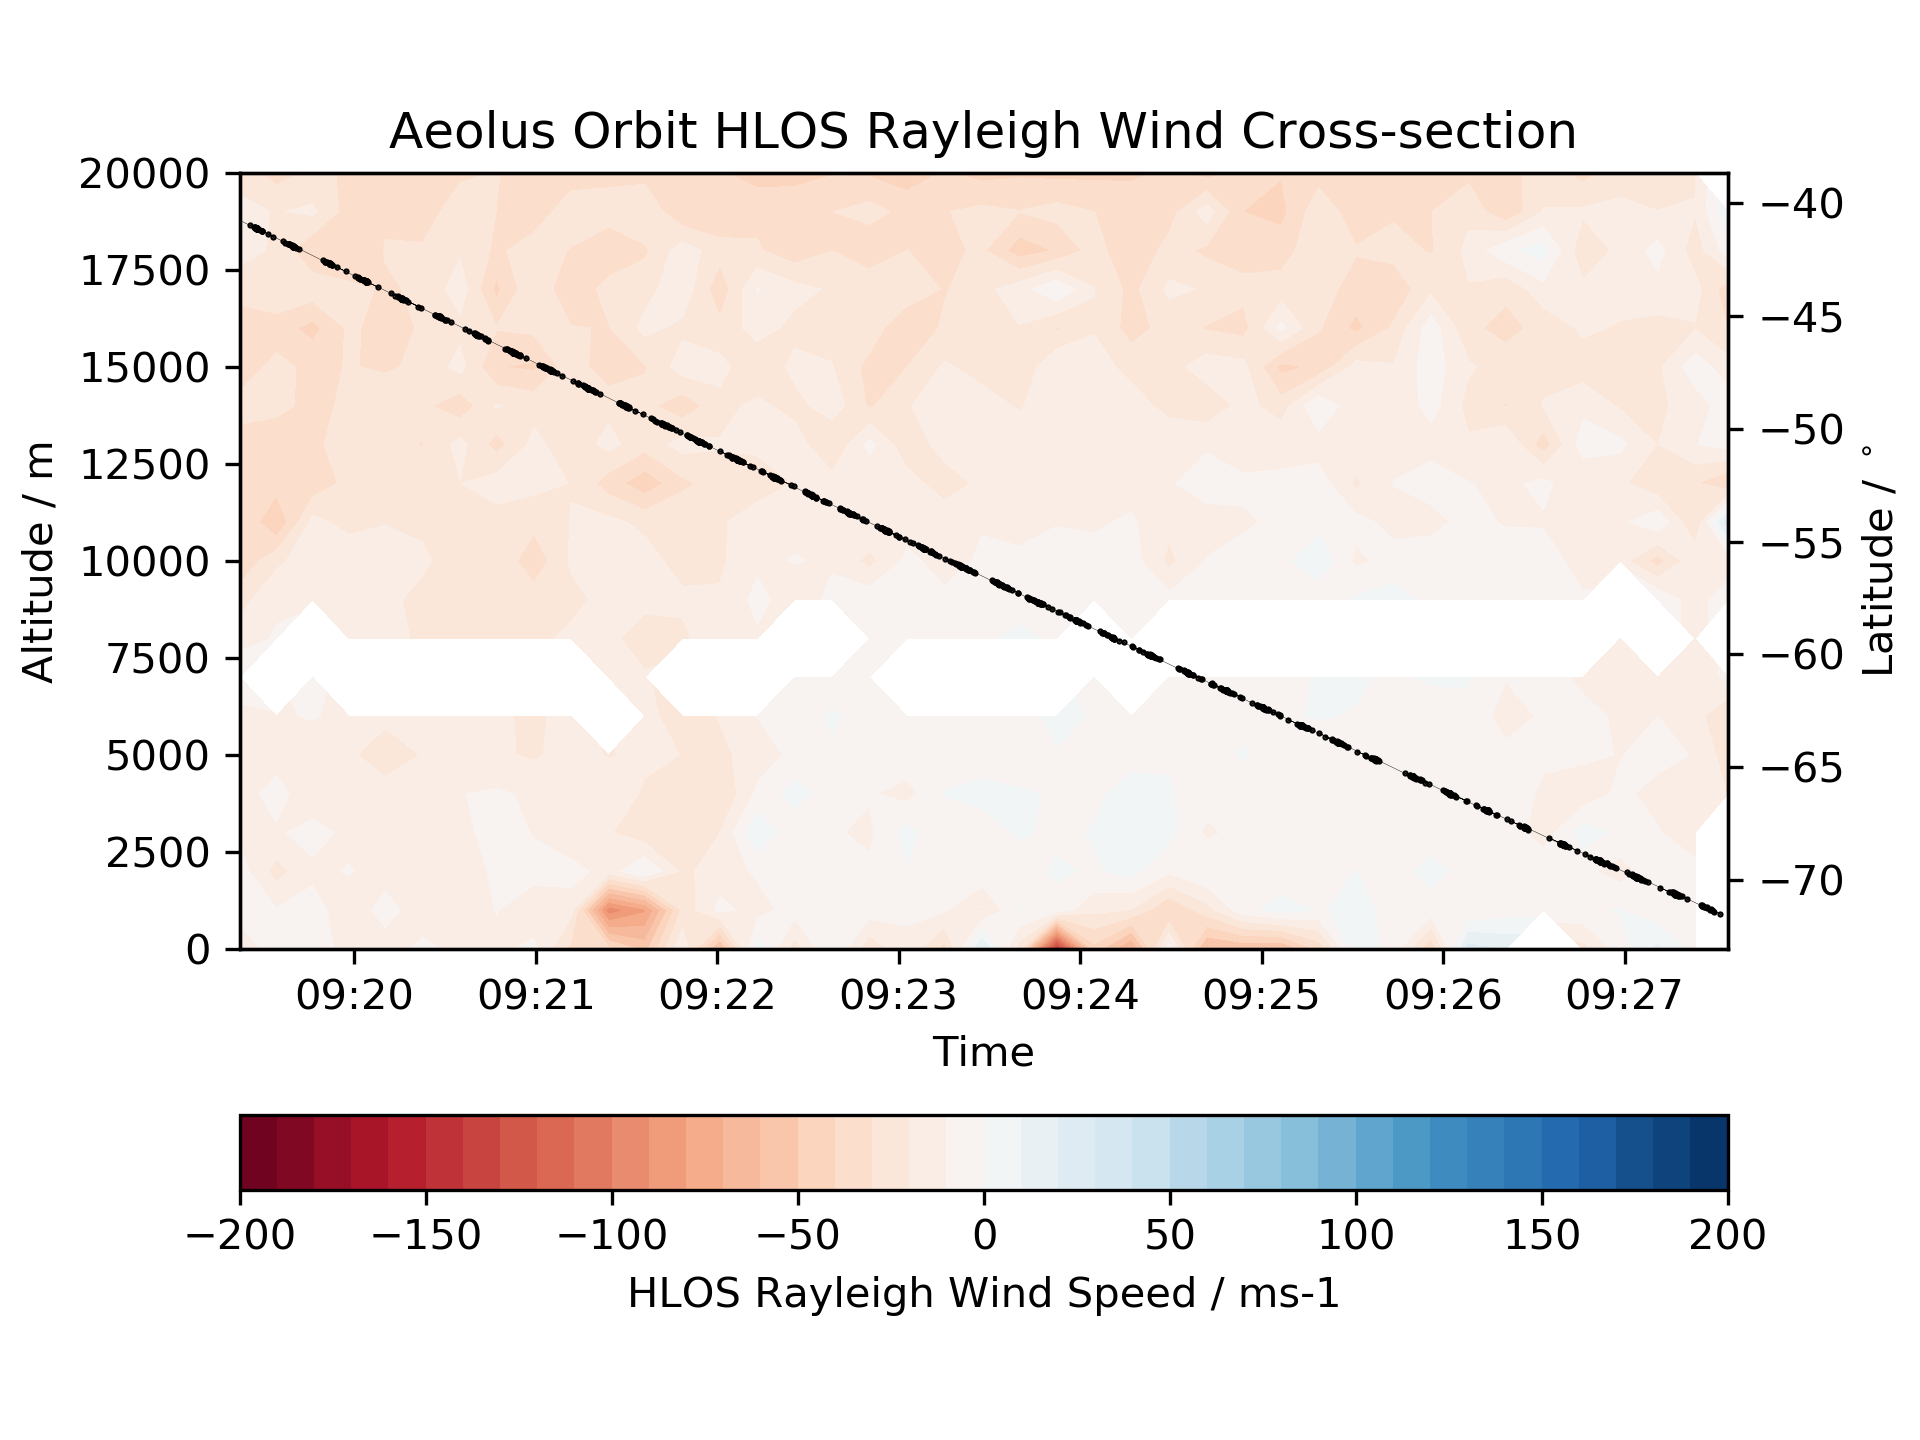 Aeolus Orbit HLOS Rayleigh Wind Cross-section
20000
17500
15000
12500
10000
7500
5000
2500
0
Altitude / m
−40
−45
−50
−55
−60
−65
−70
Latitude / °
09:20 09:21 09:22 09:23 09:24 09:25 09:26 09:27
Time
−200 −150 −100 −50 0 50 100 150 200
HLOS Rayleigh Wind Speed / ms-1